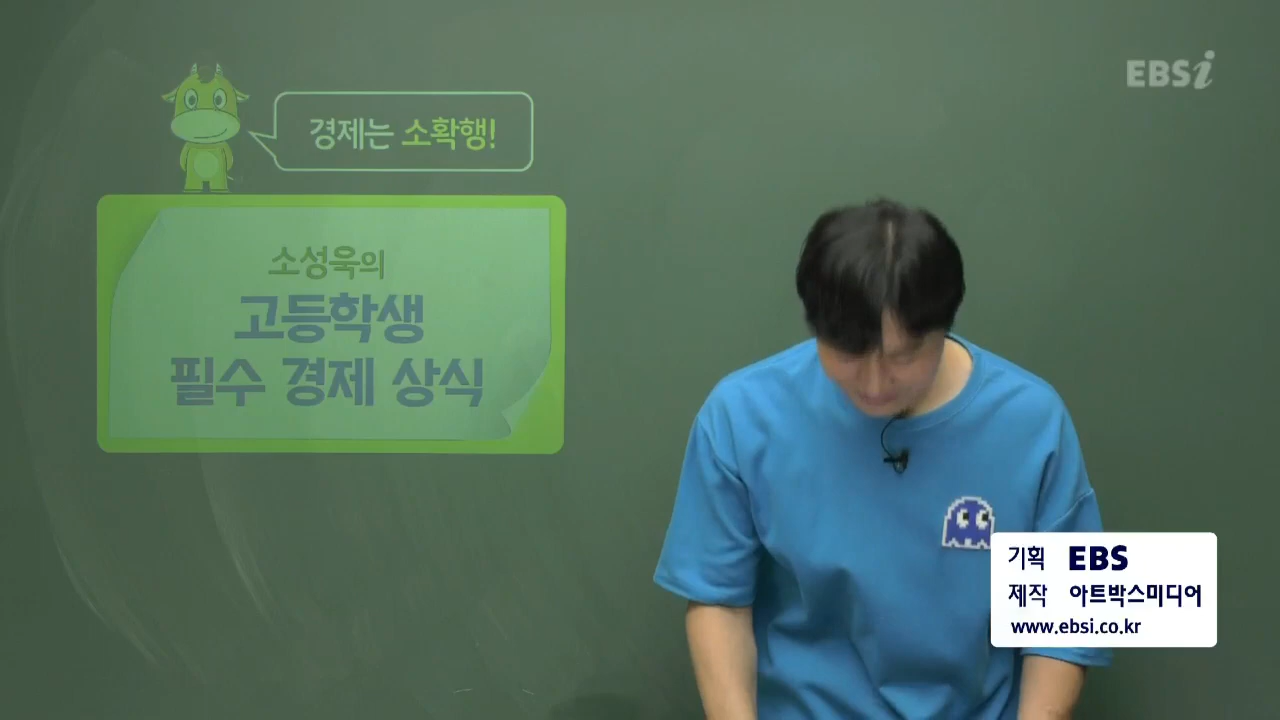 EBSi
경제는 소확행!
소성욱의
고등학생
필수 경제 상식
기획 EBS
제작 아트박스미디어
www.ebsi.co.kr